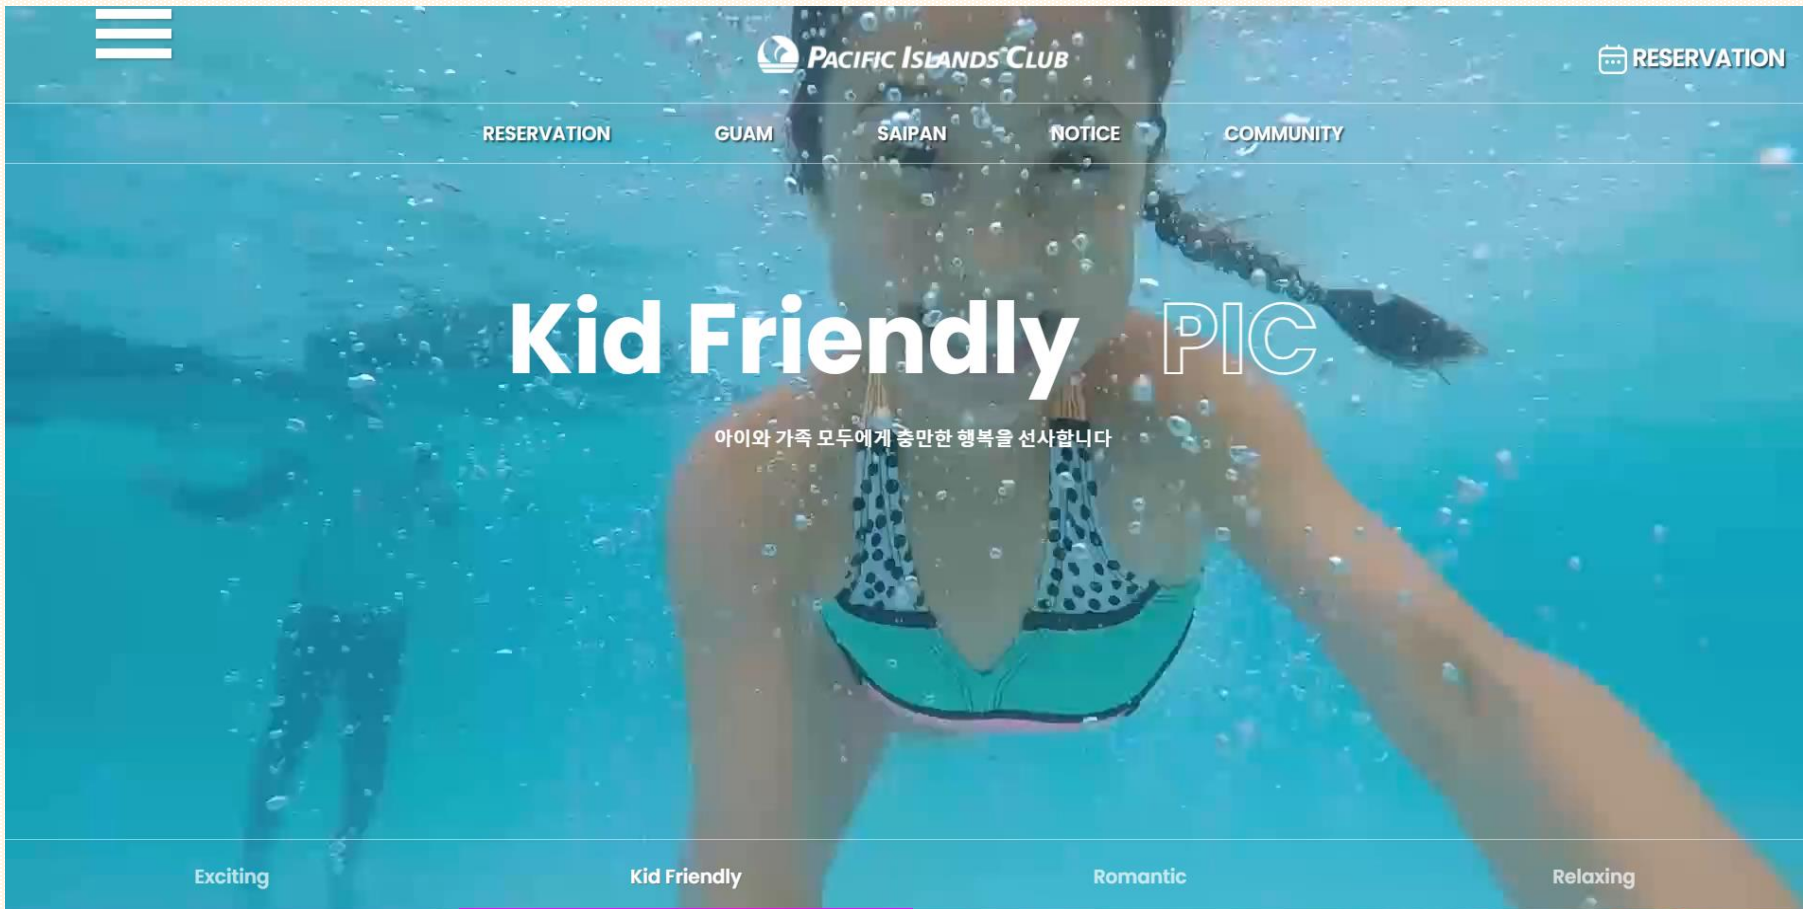 PACIFIC ISLANDS CLUB
RESERVATION
RESERVATION GUAM SAIPAN NOTICE COMMUNITY
Kid Friendly PIC
아이와 가족 모두에게 충만한 행복을 선사합니다
Exciting Kid Friendly Romantic Relaxing